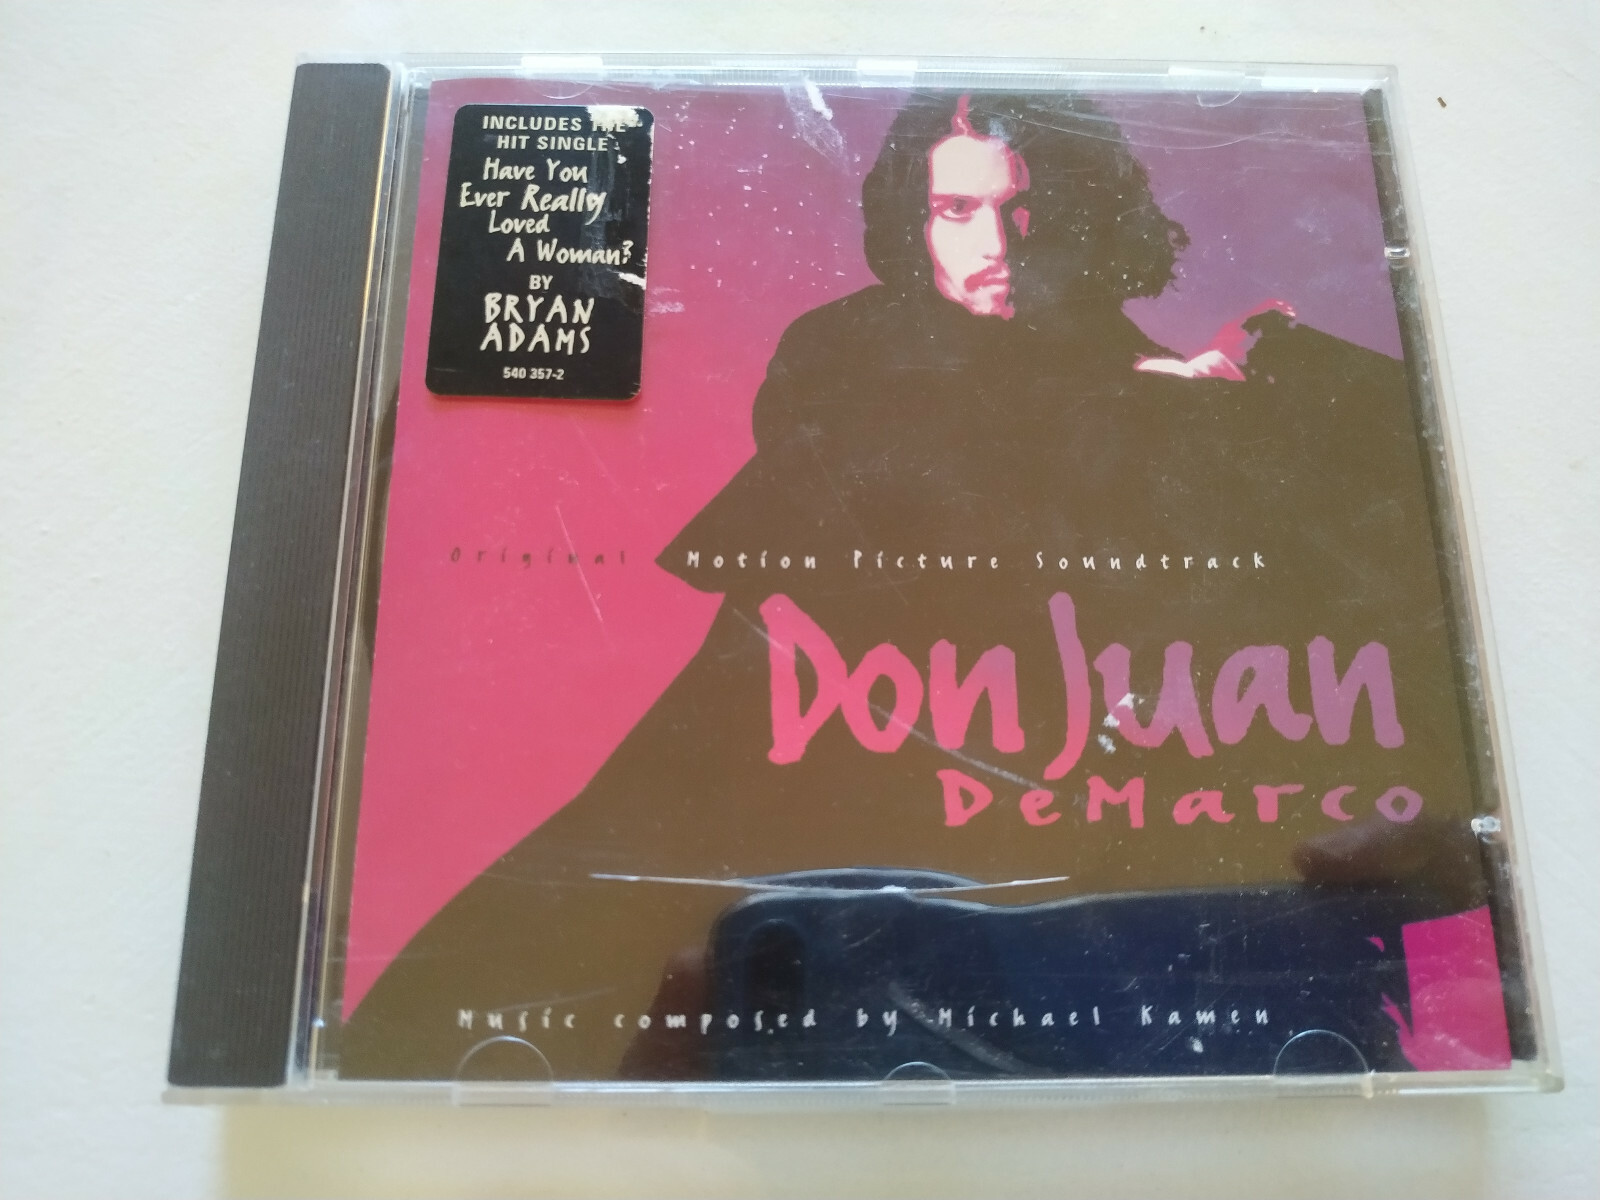 INCLUDES THE
HIT SINGLE
Have You
Ever Really
Loved
A Woman?
BY
BRYAN
ADAMS
540 357-2
Original Motion Picture Soundtrack
Don Juan
DeMarco
Music composed by Michael Kamen